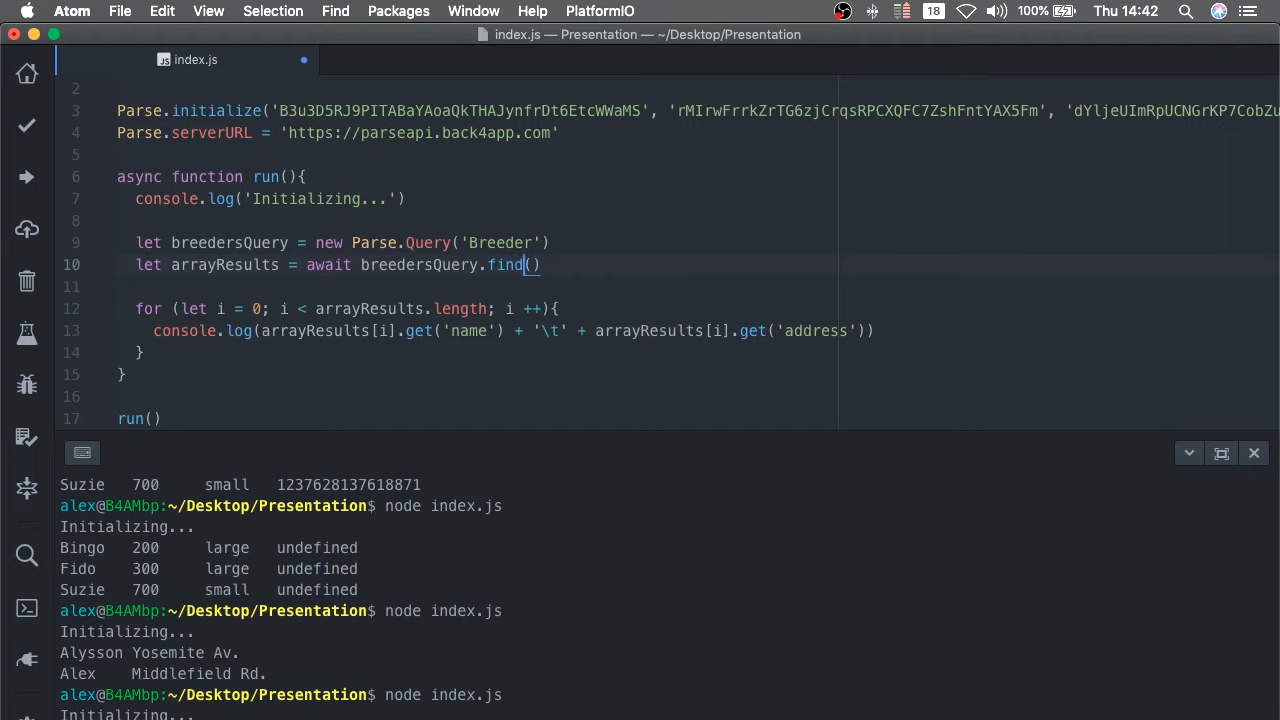 Atom File Edit View Selection Find Packages Window Help PlatformIO 18 100% Thu 14:42
index.js — Presentation — ~/Desktop/Presentation
JS index.js
2
3 Parse.initialize('B3u3D5RJ9PITABaYAoaQkTHAJynfrDt6EtcWWaMS', 'rMIrwFrrkZrTG6zjCrqsRPCXQFC7ZshFntYAX5Fm', 'dYljeUImRpUCNGrKP7CobZu
4 Parse.serverURL = 'https://parseapi.back4app.com'
5
6 async function run(){
7 console.log('Initializing...')
8
9 let breedersQuery = new Parse.Query('Breeder')
10 let arrayResults = await breedersQuery.find()
11
12 for (let i = 0; i < arrayResults.length; i ++){
13 console.log(arrayResults[i].get('name') + '\t' + arrayResults[i].get('address'))
14 }
15 }
16
17 run()
Suzie 700 small 1237628137618871
alex@B4AMbp:~/Desktop/Presentation$ node index.js
Initializing...
Bingo 200 large undefined
Fido 300 large undefined
Suzie 700 small undefined
alex@B4AMbp:~/Desktop/Presentation$ node index.js
Initializing...
Alysson Yosemite Av.
Alex Middlefield Rd.
alex@B4AMbp:~/Desktop/Presentation$ node index.js
Initializing...